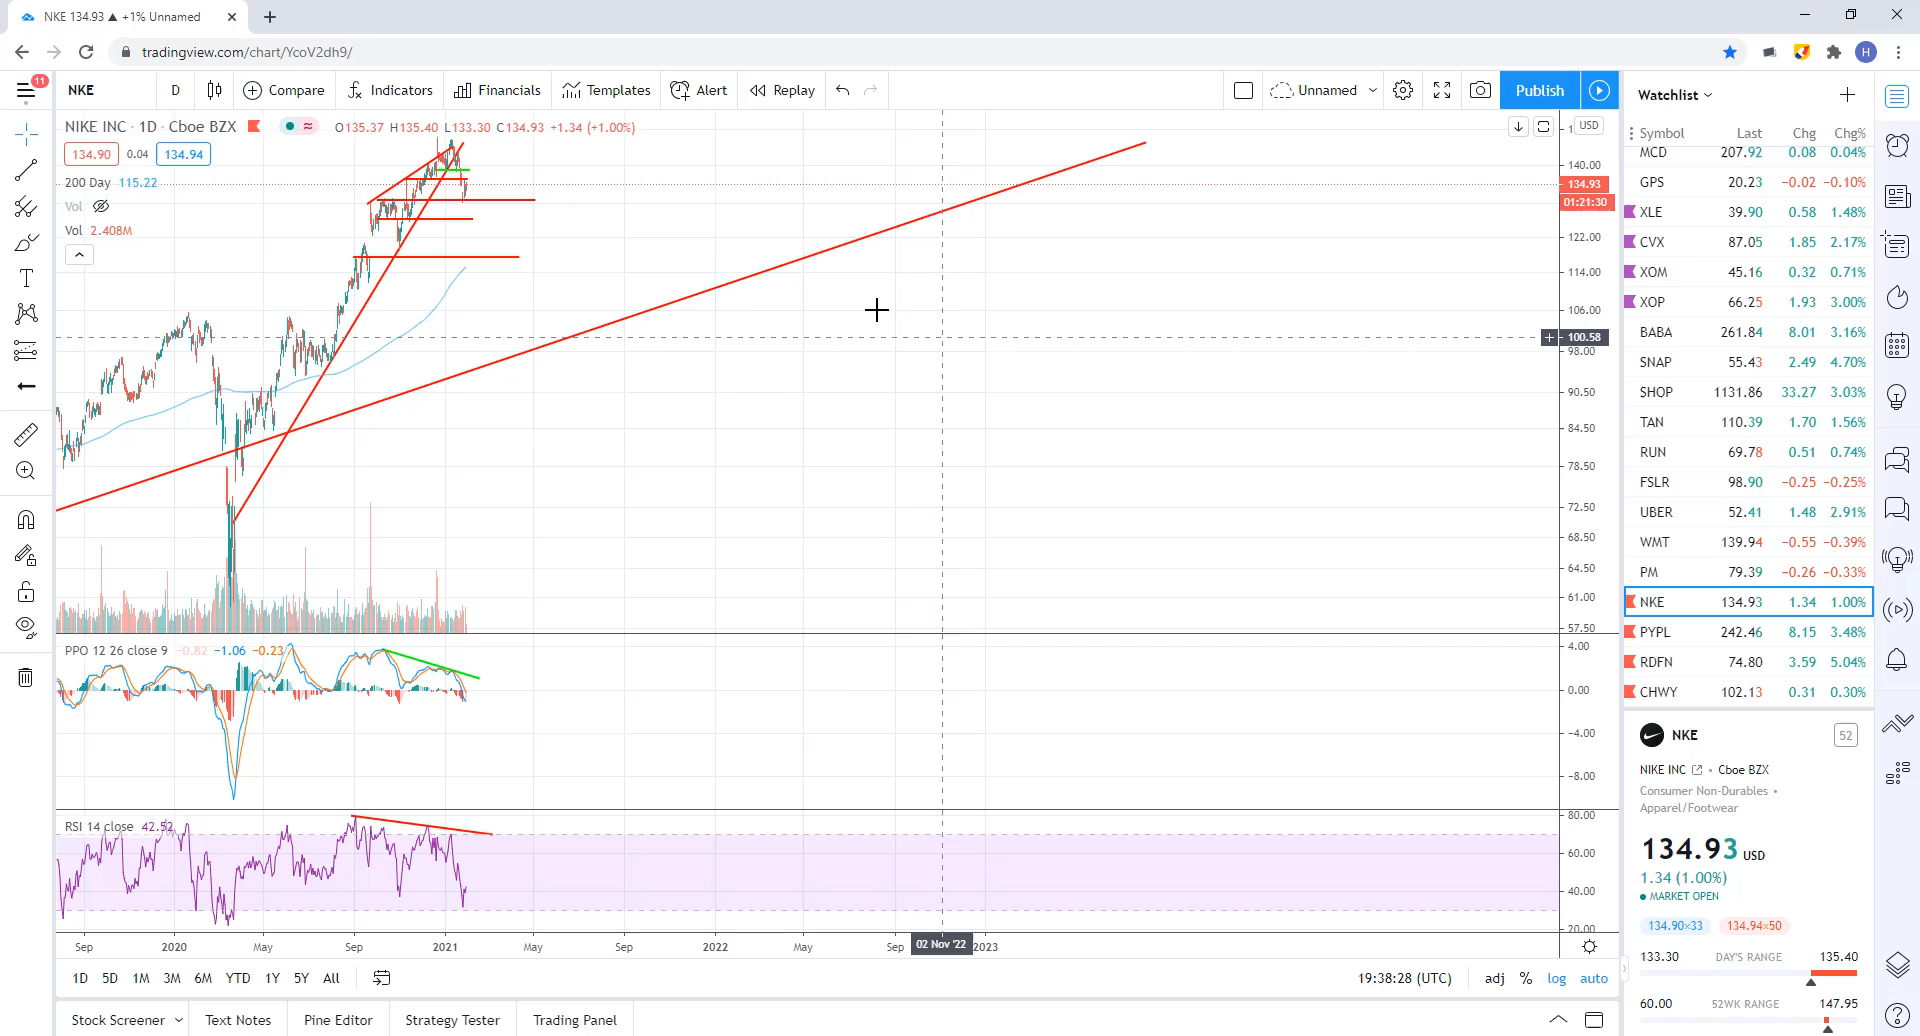 NKE 134.93 ▲ +1% Unnamed
tradingview.com/chart/YcoV2dh9/
H
11
NKE D Compare Indicators Financials Templates Alert Replay Unnamed Publish
NIKE INC · 1D · Cboe BZX O135.37 H135.40 L133.30 C134.93 +1.34 (+1.00%)
134.90 0.04 134.94
200 Day 115.22
Vol
Vol 2.408M
USD
140.00
134.93
01:21:30
122.00
114.00
106.00
100.58
98.00
90.50
84.50
78.50
72.50
68.50
64.50
61.00
57.50
PPO 12 26 close 9 −0.82 −1.06 −0.23
4.00
0.00
−4.00
−8.00
RSI 14 close 42.52
80.00
60.00
40.00
20.00
Sep 2020 May Sep 2021 May Sep 2022 May Sep 02 Nov '22 2023
1D 5D 1M 3M 6M YTD 1Y 5Y All 19:38:28 (UTC) adj % log auto
Stock Screener Text Notes Pine Editor Strategy Tester Trading Panel
Watchlist
Symbol Last Chg Chg%
MCD 207.92 0.08 0.04%
GPS 20.23 −0.02 −0.10%
XLE 39.90 0.58 1.48%
CVX 87.05 1.85 2.17%
XOM 45.16 0.32 0.71%
XOP 66.25 1.93 3.00%
BABA 261.84 8.01 3.16%
SNAP 55.43 2.49 4.70%
SHOP 1131.86 33.27 3.03%
TAN 110.39 1.70 1.56%
RUN 69.78 0.51 0.74%
FSLR 98.90 −0.25 −0.25%
UBER 52.41 1.48 2.91%
WMT 139.94 −0.55 −0.39%
PM 79.39 −0.26 −0.33%
NKE 134.93 1.34 1.00%
PYPL 242.46 8.15 3.48%
RDFN 74.80 3.59 5.04%
CHWY 102.13 0.31 0.30%
NKE 52
NIKE INC · Cboe BZX
Consumer Non-Durables •
Apparel/Footwear
134.93 USD
1.34 (1.00%)
MARKET OPEN
134.90×33 134.94×50
133.30 DAY'S RANGE 135.40
60.00 52WK RANGE 147.95